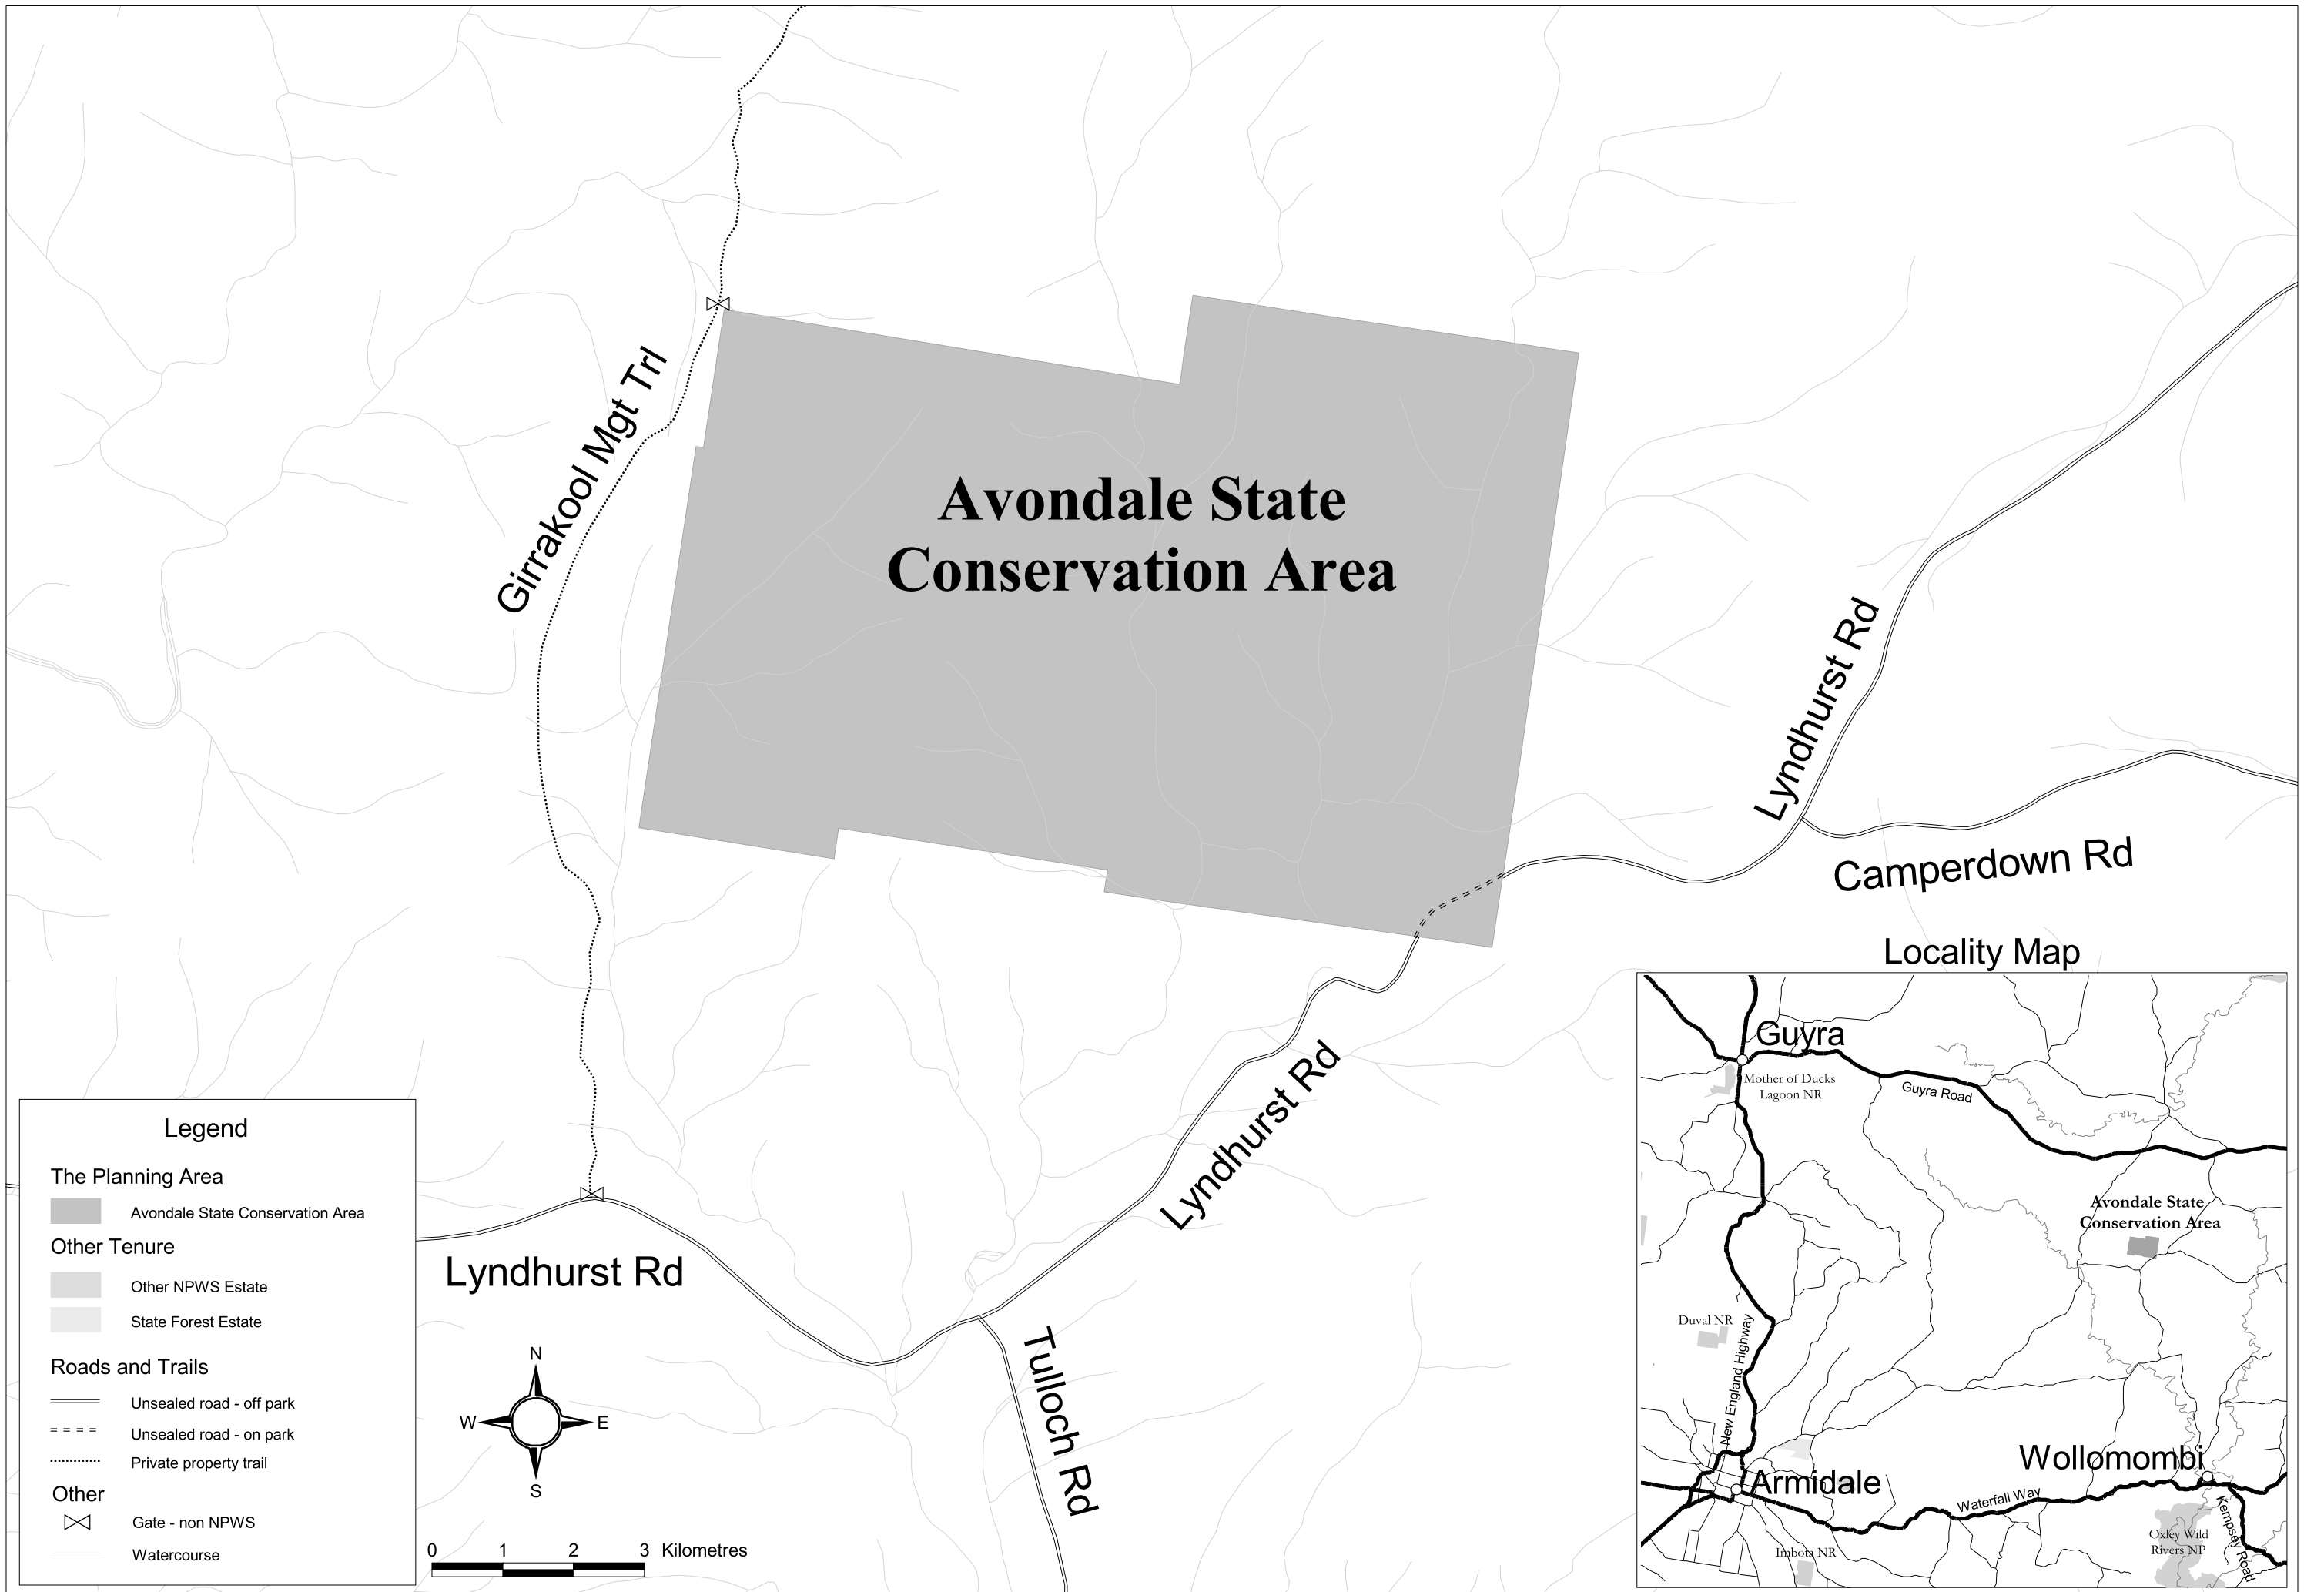 Girrakool Mgt Trl
Avondale State
Conservation Area
Lyndhurst Rd
Camperdown Rd
Lyndhurst Rd
Lyndhurst Rd
Tulloch Rd
Legend
The Planning Area
Avondale State Conservation Area
Other Tenure
Other NPWS Estate
State Forest Estate
Roads and Trails
Unsealed road - off park
Unsealed road - on park
Private property trail
Other
Gate - non NPWS
Watercourse
N
W
E
S
0 1 2 3 Kilometres
Locality Map
Guyra
Mother of Ducks
Lagoon NR
Guyra Road
Avondale State
Conservation Area
Duval NR
New England Highway
Wollomombi
Armidale
Waterfall Way
Kempsey Road
Oxley Wild
Rivers NP
Imbota NR